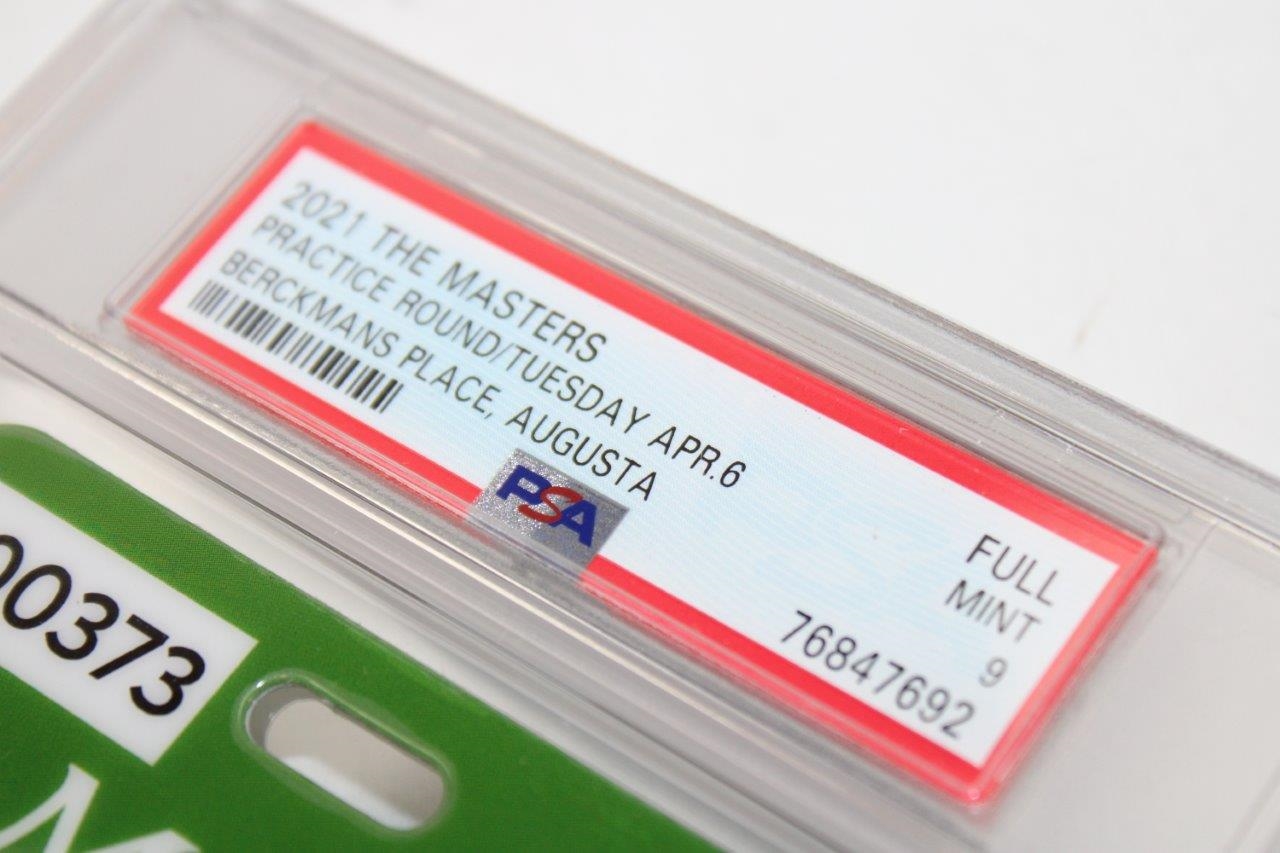 2021 THE MASTERS
PRACTICE ROUND/TUESDAY APR.6
BERCKMANS PLACE, AUGUSTA
FULL
MINT
9
76847692
PSA
00373
M